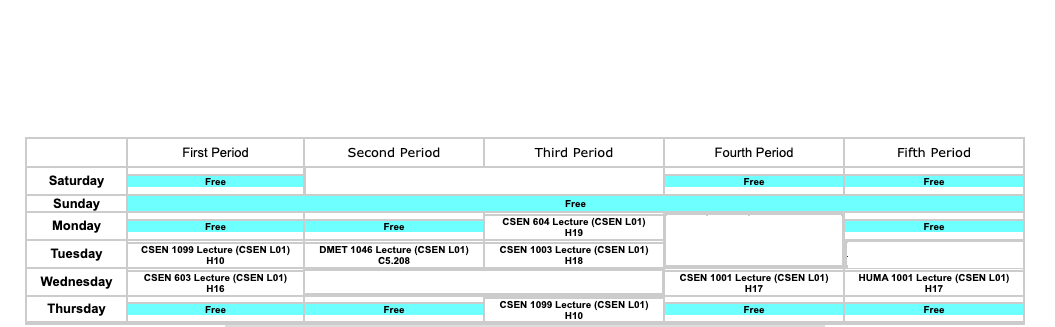 First Period Second Period Third Period Fourth Period Fifth Period
Saturday Free Free Free
Sunday Free
Monday Free Free CSEN 604 Lecture (CSEN L01) Free
H19
Tuesday CSEN 1099 Lecture (CSEN L01) DMET 1046 Lecture (CSEN L01) CSEN 1003 Lecture (CSEN L01)
H10 C5.208 H18
Wednesday CSEN 603 Lecture (CSEN L01) CSEN 1001 Lecture (CSEN L01) HUMA 1001 Lecture (CSEN L01)
H16 H17 H17
Thursday Free Free CSEN 1099 Lecture (CSEN L01) Free Free
H10